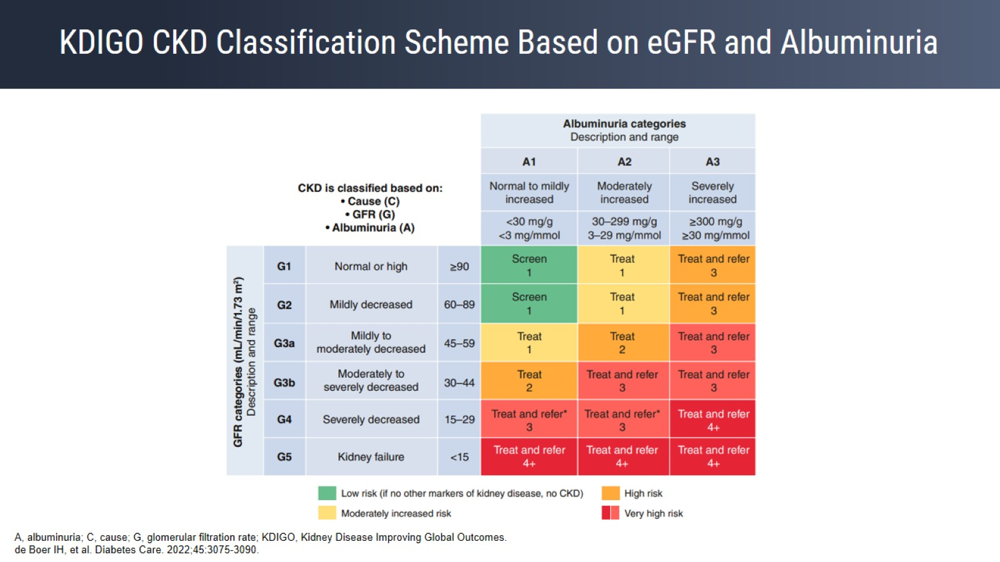 KDIGO CKD Classification Scheme Based on eGFR and Albuminuria
Albuminuria categories
Description and range
A1
A2
A3
CKD is classified based on:
• Cause (C)
• GFR (G)
• Albuminuria (A)
Normal to mildly
increased
Moderately
increased
Severely
increased
<30 mg/g
<3 mg/mmol
30–299 mg/g
3–29 mg/mmol
≥300 mg/g
≥30 mg/mmol
GFR categories (mL/min/1.73 m²)
Description and range
G1
Normal or high
≥90
Screen
1
Treat
1
Treat and refer
3
G2
Mildly decreased
60–89
Screen
1
Treat
1
Treat and refer
3
G3a
Mildly to
moderately decreased
45–59
Treat
1
Treat
2
Treat and refer
3
G3b
Moderately to
severely decreased
30–44
Treat
2
Treat and refer
3
Treat and refer
3
G4
Severely decreased
15–29
Treat and refer*
3
Treat and refer*
3
Treat and refer
4+
G5
Kidney failure
<15
Treat and refer
4+
Treat and refer
4+
Treat and refer
4+
Low risk (if no other markers of kidney disease, no CKD)
High risk
Moderately increased risk
Very high risk
A, albuminuria; C, cause; G, glomerular filtration rate; KDIGO, Kidney Disease Improving Global Outcomes.
de Boer IH, et al. Diabetes Care. 2022;45:3075-3090.